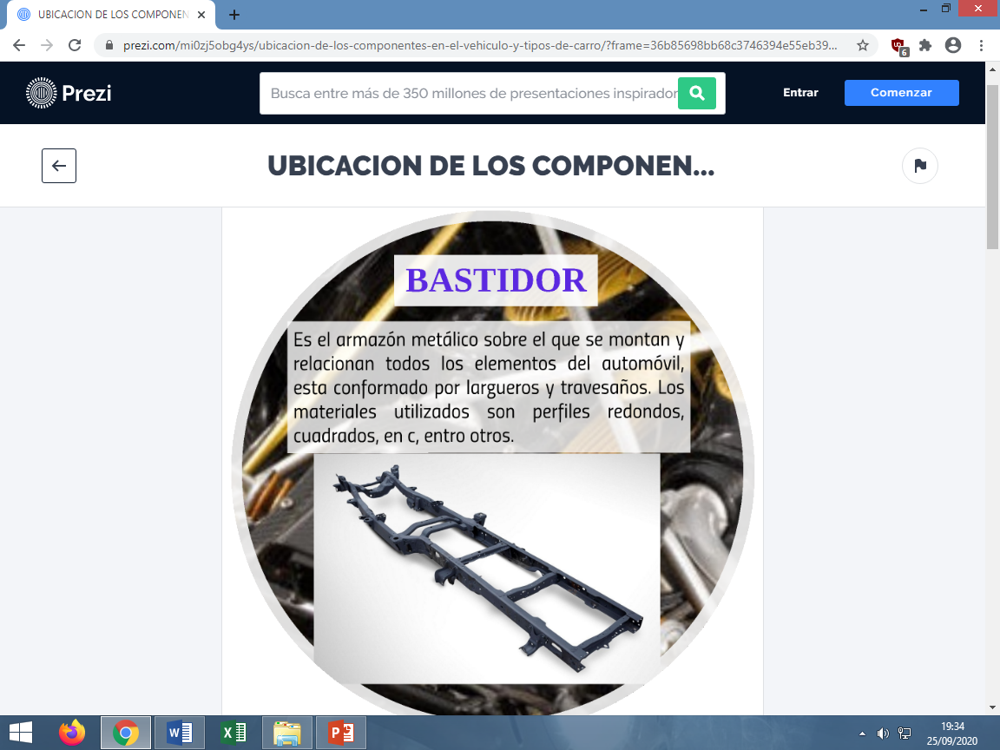 UBICACION DE LOS COMPONEN
prezi.com/mi0zj5obg4ys/ubicacion-de-los-componentes-en-el-vehiculo-y-tipos-de-carro/?frame=36b85698bb68c3746394e55eb39...
6
Prezi
Busca entre más de 350 millones de presentaciones inspirador
Entrar
Comenzar
UBICACION DE LOS COMPONEN...
BASTIDOR
Es el armazón metálico sobre el que se montan y
relacionan todos los elementos del automóvil,
esta conformado por largueros y travesaños. Los
materiales utilizados son perfiles redondos,
cuadrados, en c, entro otros.
19:34
25/09/2020